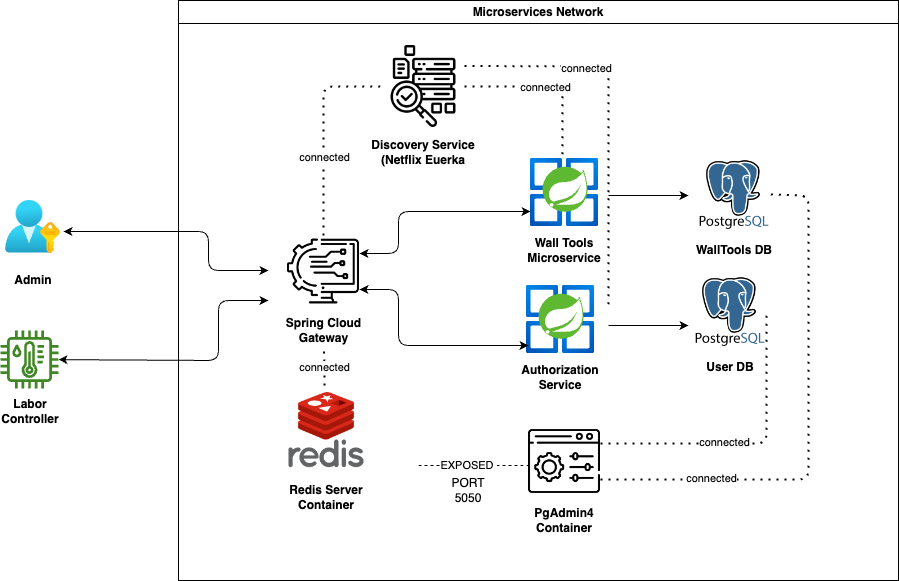 Microservices Network
connected
connected
connected
Discovery Service
(Netflix Euerka
PostgreSQL
Wall Tools
Microservice
WallTools DB
Admin
Spring Cloud
Gateway
PostgreSQL
User DB
connected
Authorization
Service
Labor
Controller
redis
Redis Server
Container
connected
connected
EXPOSED
PORT
5050
PgAdmin4
Container